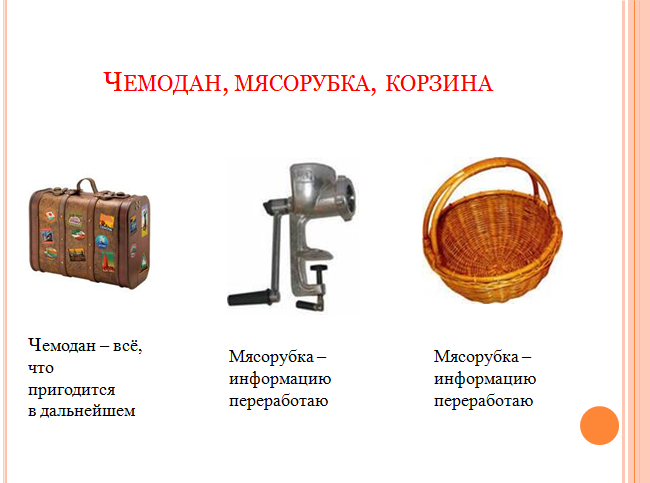 Чемодан, мясорубка, корзина
Чемодан – всё,
что
пригодится
в дальнейшем
Мясорубка –
информацию
переработаю
Мясорубка –
информацию
переработаю